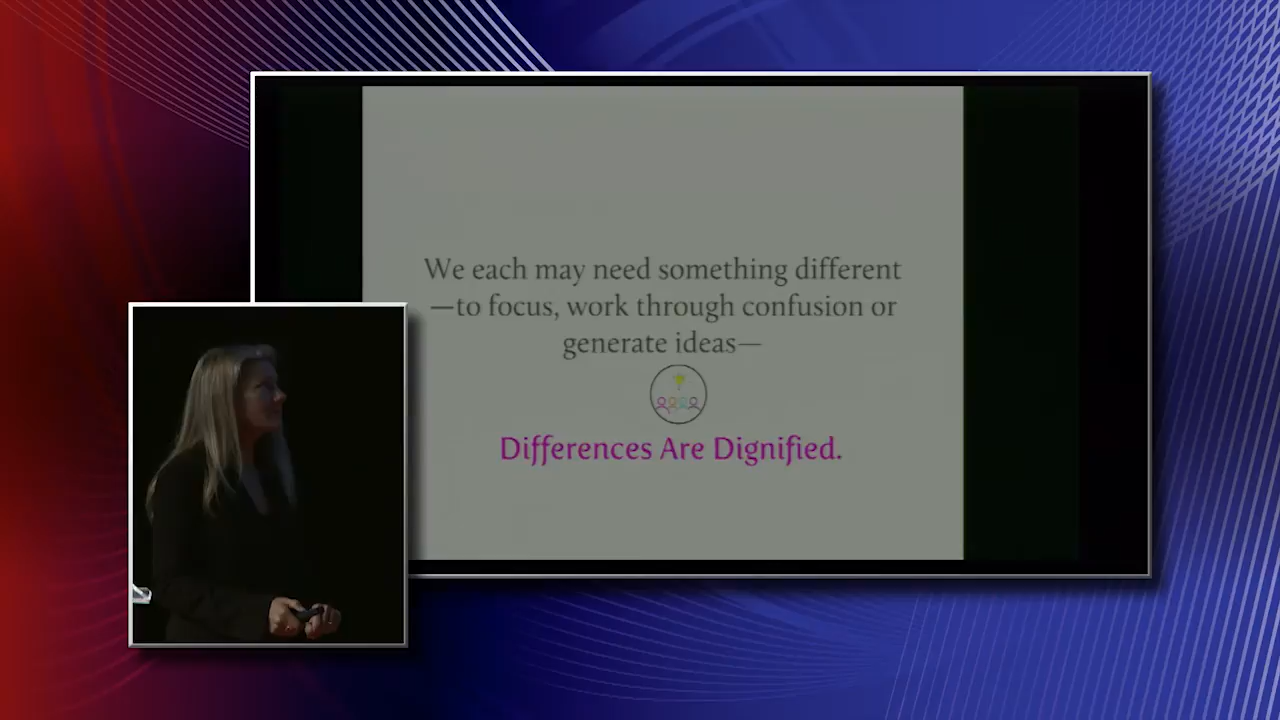 We each may need something different
—to focus, work through confusion or
generate ideas—
Differences Are Dignified.